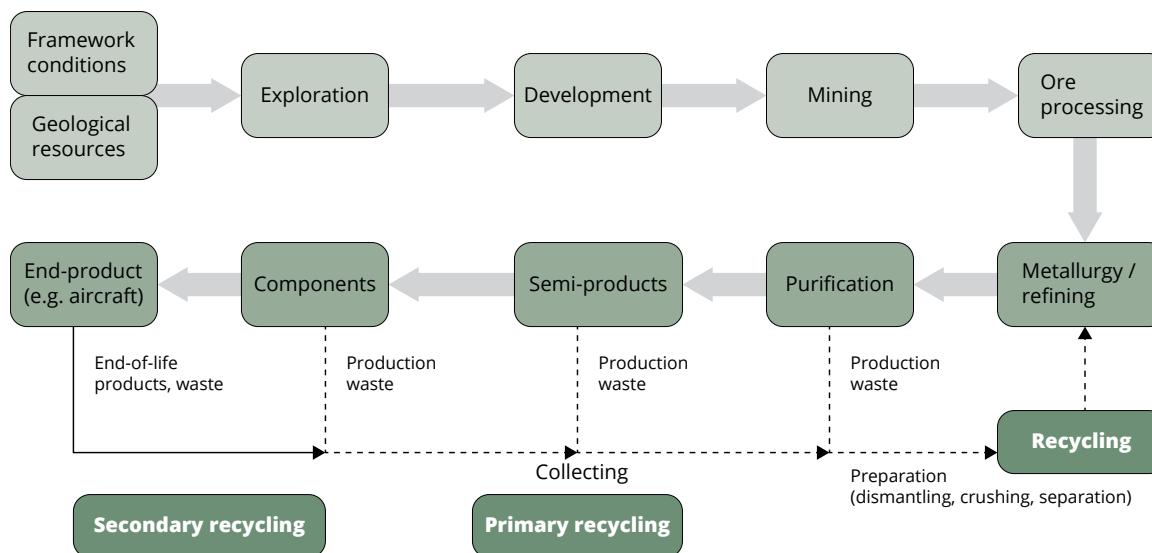 Framework
conditions
Geological
resources
Exploration
Development
Mining
Ore
processing
End-product
(e.g. aircraft)
Components
Semi-products
Purification
Metallurgy /
refining
End-of-life
products, waste
Production
waste
Production
waste
Production
waste
Recycling
Collecting
Preparation
(dismantling, crushing, separation)
Secondary recycling
Primary recycling